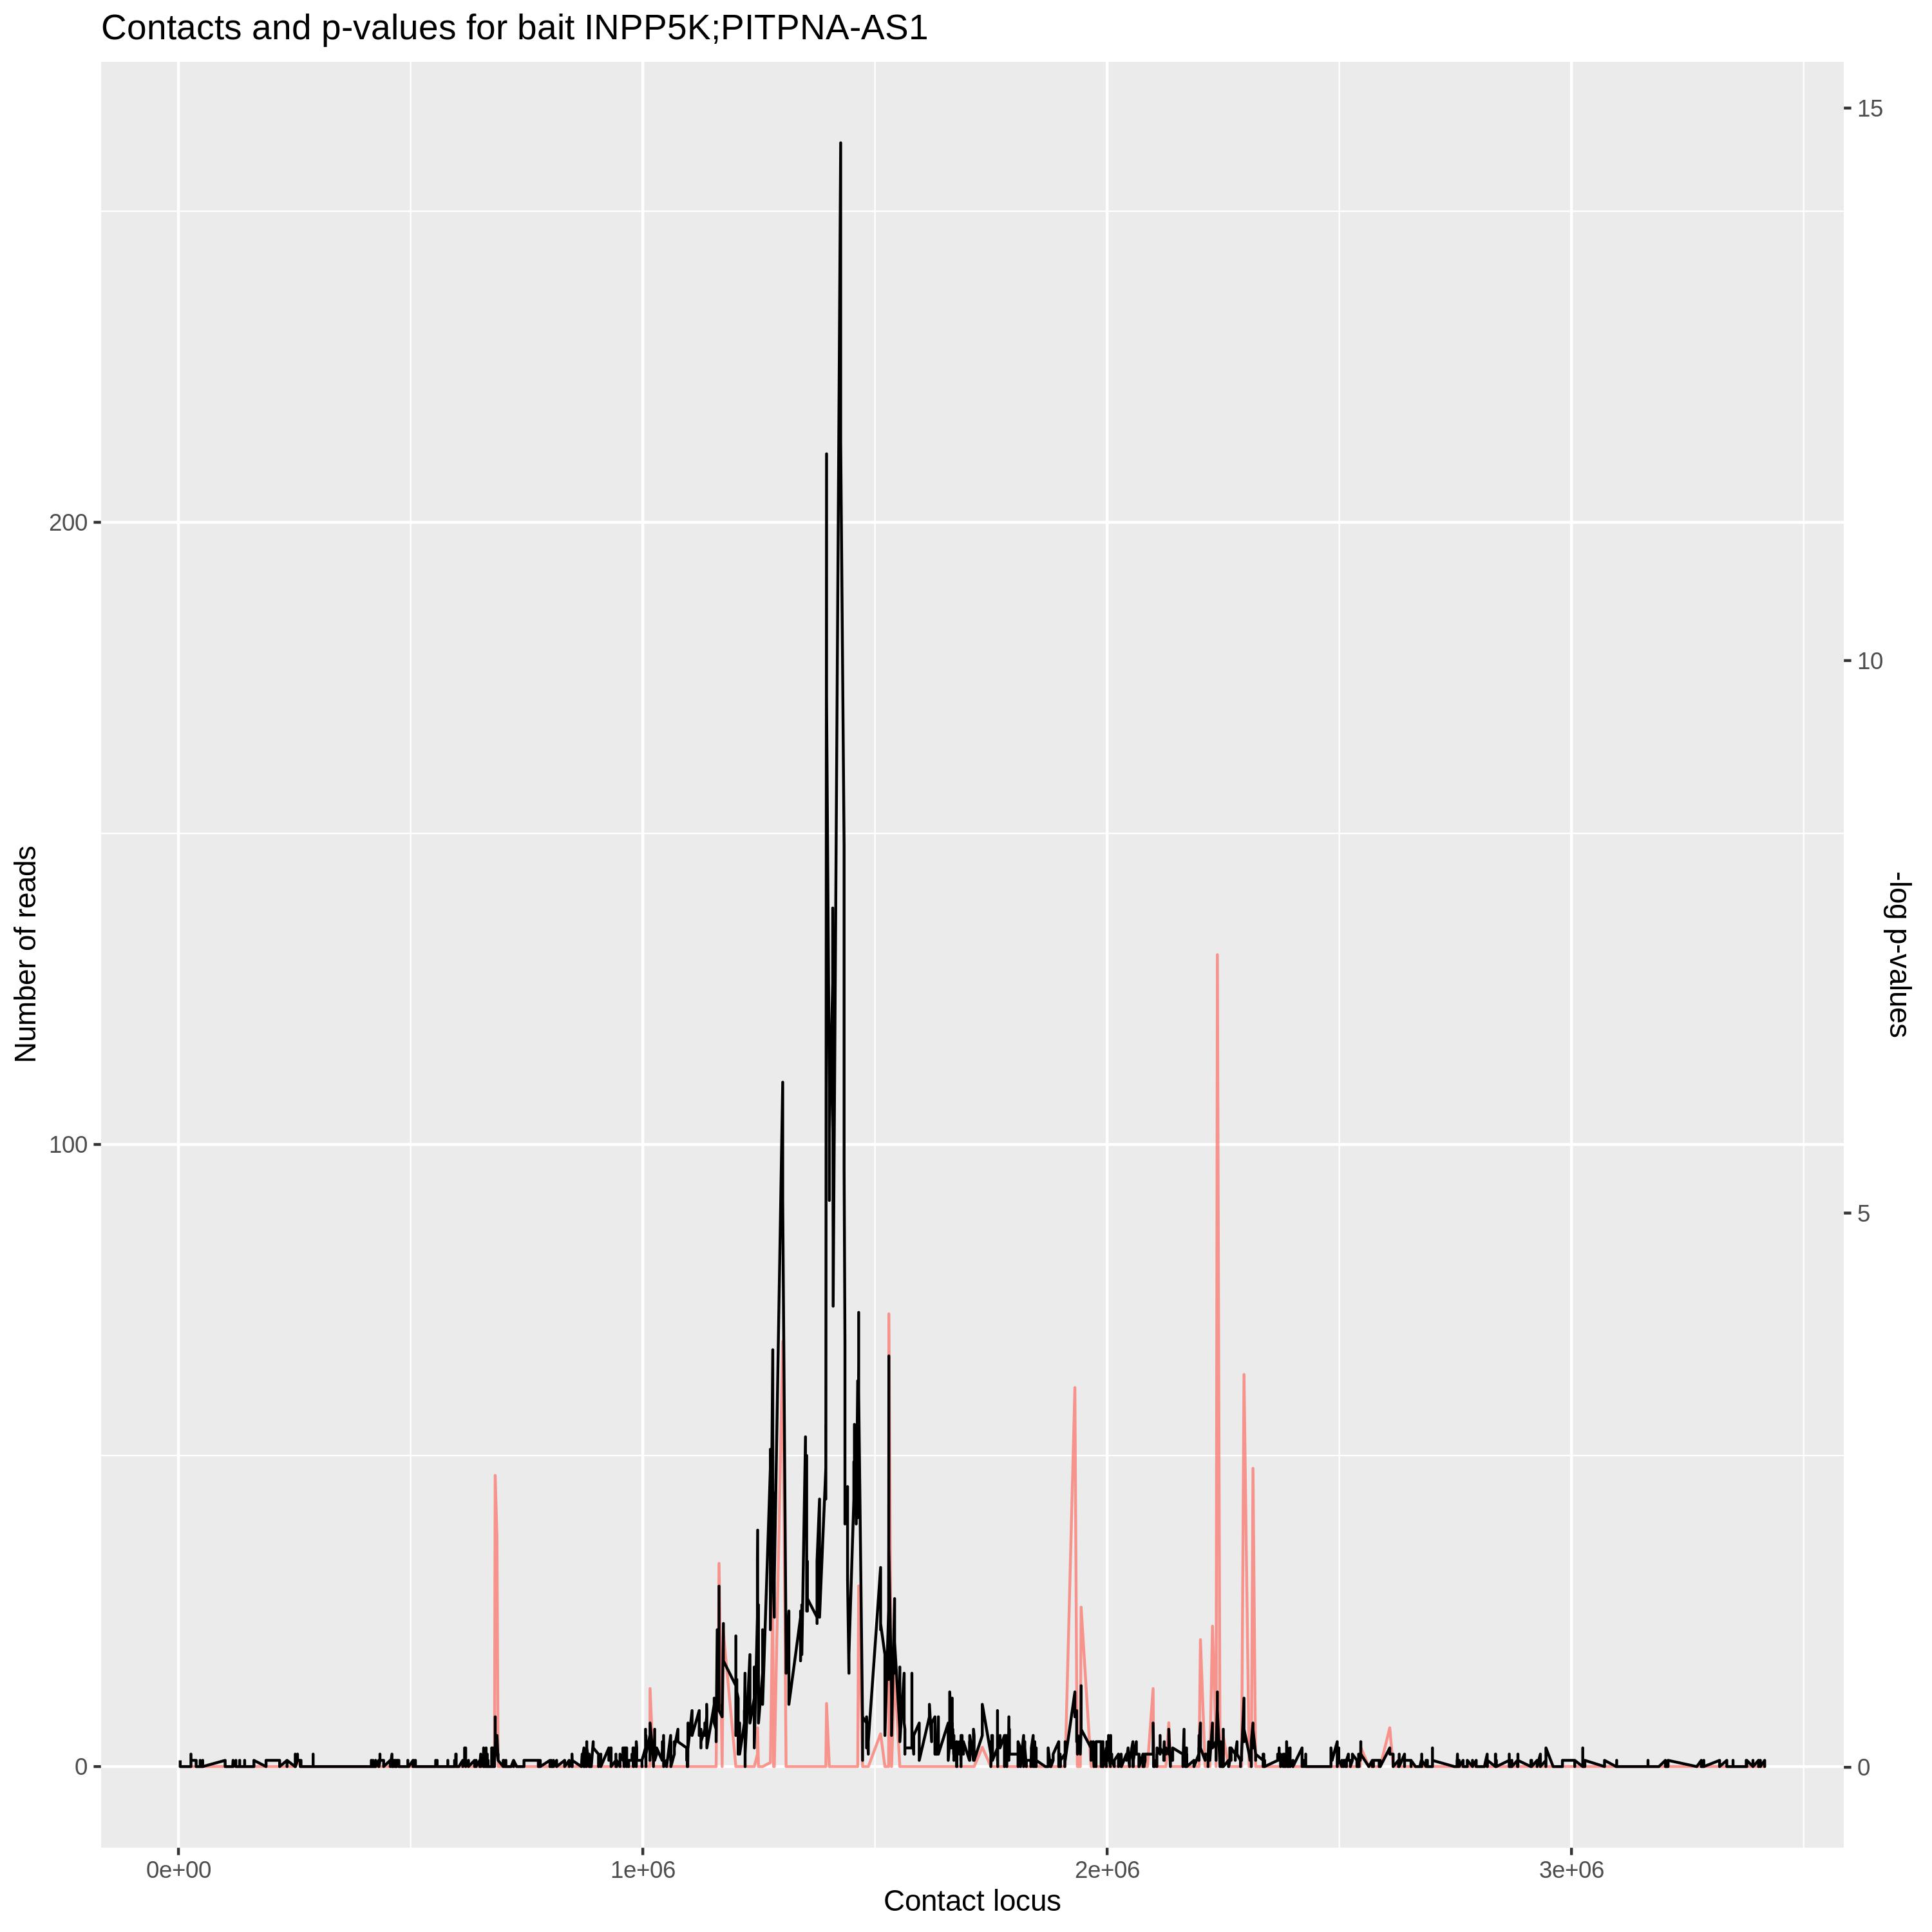 Contacts and p-values for bait INPP5K;PITPNA-AS1
15
200
10
Number of reads
-log p-values
100
5
0
0
0e+00
1e+06
2e+06
3e+06
Contact locus